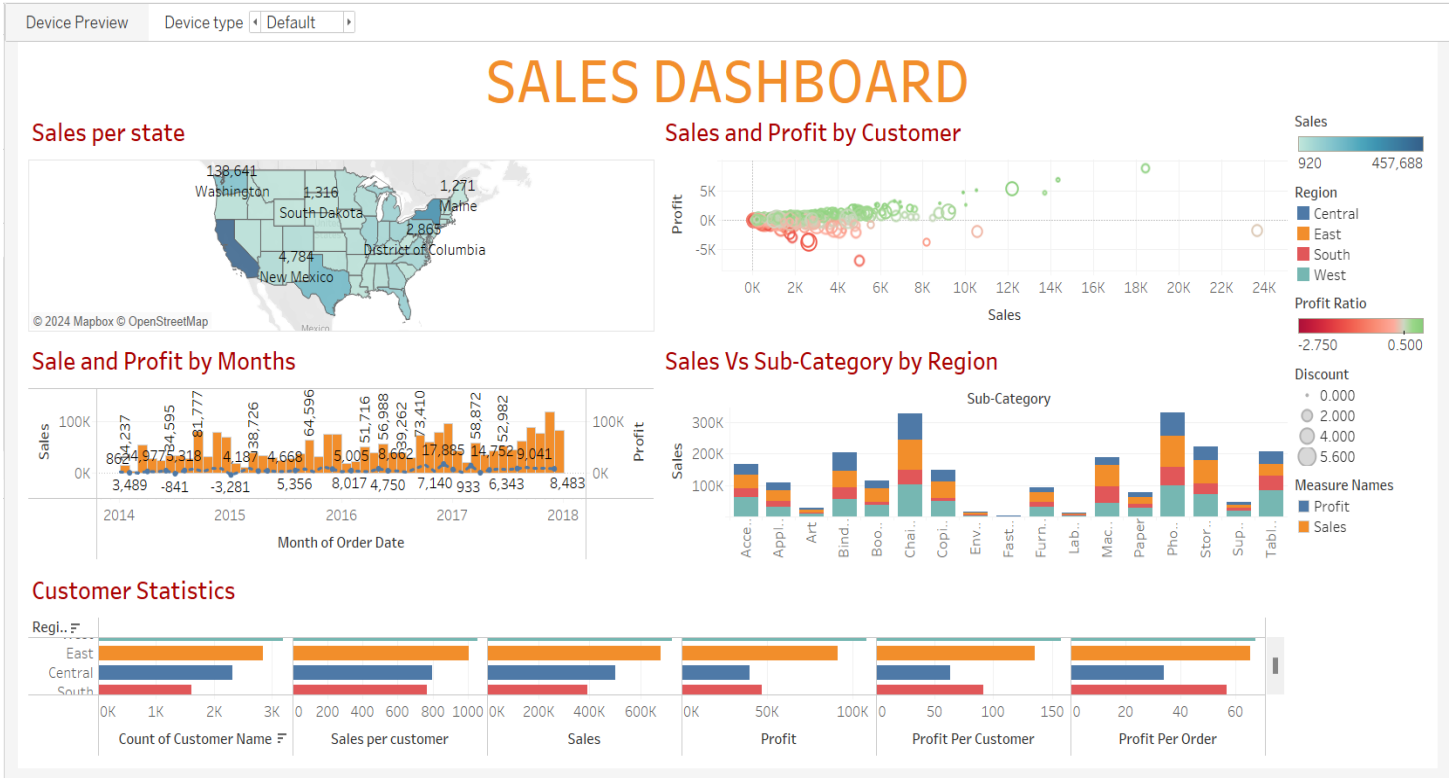 Device Preview Device type Default
SALES DASHBOARD
Sales per state
138,641
Washington
1,316
South Dakota
1,271
Maine
2,865
District of Columbia
4,784
New Mexico
© 2024 Mapbox © OpenStreetMap
Mexico
Sales and Profit by Customer
Profit
5K
0K
-5K
0K 2K 4K 6K 8K 10K 12K 14K 16K 18K 20K 22K 24K
Sales
Sales
920 457,688
Region
Central
East
South
West
Profit Ratio
-2.750 0.500
Discount
0.000
2.000
4.000
5.600
Measure Names
Profit
Sales
Sale and Profit by Months
Sales
100K
0K
81,777
38,726
64,596
51,716
56,988
39,262
73,410
58,872
52,982
4,187
4,668
5,005
8,662
17,885
14,752
9,041
3,489
-841
-3,281
5,356
8,017
4,750
7,140
933
6,343
8,483
100K
0K
Profit
2014 2015 2016 2017 2018
Month of Order Date
Sales Vs Sub-Category by Region
Sub-Category
Sales
300K
200K
100K
Acce..
Appl..
Art
Bind..
Boo..
Chai..
Copi..
Env..
Fast..
Furn..
Lab..
Mac..
Paper
Pho..
Stor..
Sup..
Tabl..
Customer Statistics
Regi..
East
Central
South
0K 1K 2K 3K
Count of Customer Name
0 200 400 600 800 1000
Sales per customer
0K 200K 400K 600K
Sales
0K 50K 100K
Profit
0 50 100 150
Profit Per Customer
0 20 40 60
Profit Per Order